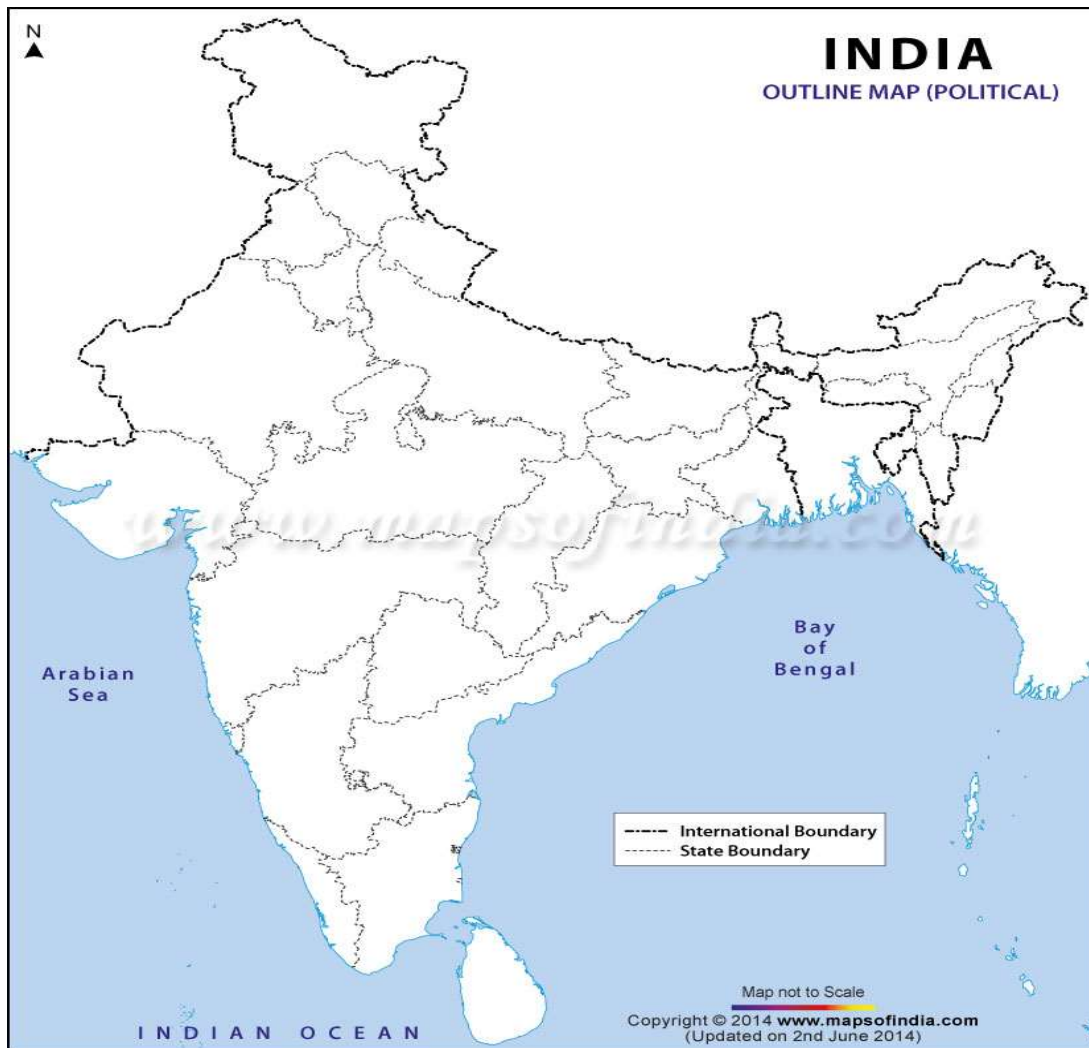 N
INDIA
OUTLINE MAP (POLITICAL)
www.mapsofindia.com
Arabian
Sea
Bay
of
Bengal
International Boundary
State Boundary
Map not to Scale
Copyright © 2014 www.mapsofindia.com
(Updated on 2nd June 2014)
INDIAN OCEAN